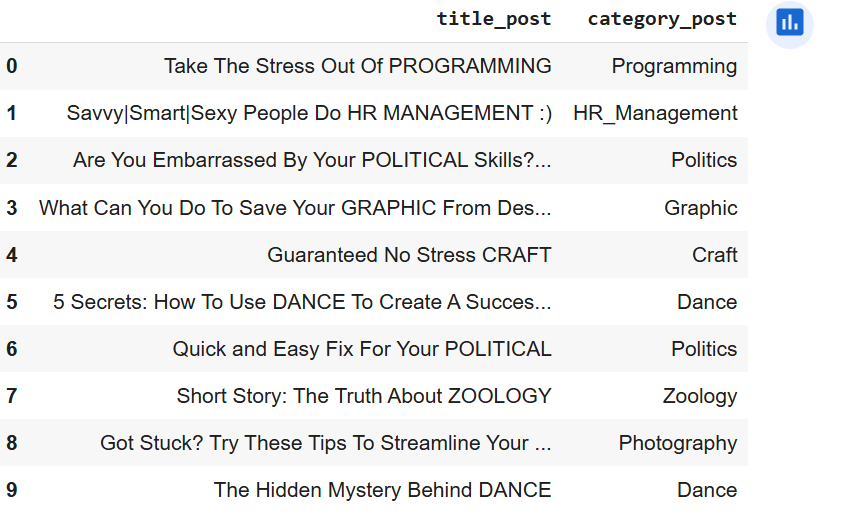 title_post category_post
0 Take The Stress Out Of PROGRAMMING Programming
1 Savvy|Smart|Sexy People Do HR MANAGEMENT :) HR_Management
2 Are You Embarrassed By Your POLITICAL Skills?... Politics
3 What Can You Do To Save Your GRAPHIC From Des... Graphic
4 Guaranteed No Stress CRAFT Craft
5 5 Secrets: How To Use DANCE To Create A Succes... Dance
6 Quick and Easy Fix For Your POLITICAL Politics
7 Short Story: The Truth About ZOOLOGY Zoology
8 Got Stuck? Try These Tips To Streamline Your ... Photography
9 The Hidden Mystery Behind DANCE Dance